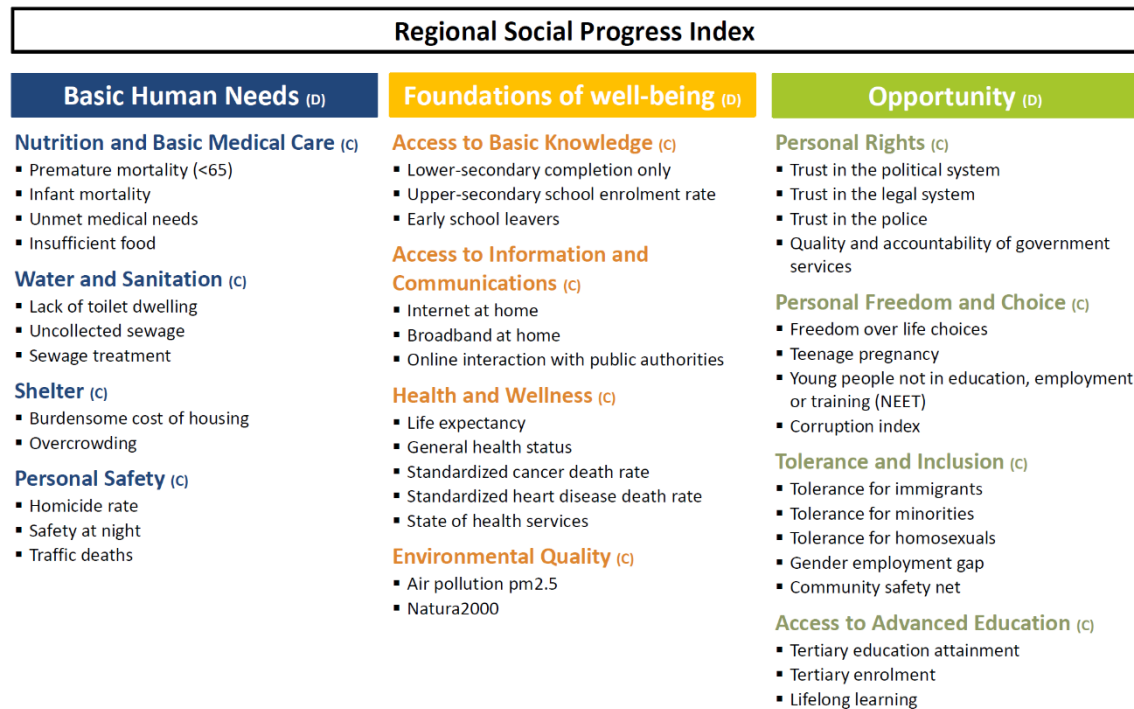 Regional Social Progress Index
Basic Human Needs (D)
Nutrition and Basic Medical Care (C)
▪ Premature mortality (<65)
▪ Infant mortality
▪ Unmet medical needs
▪ Insufficient food
Water and Sanitation (C)
▪ Lack of toilet dwelling
▪ Uncollected sewage
▪ Sewage treatment
Shelter (C)
▪ Burdensome cost of housing
▪ Overcrowding
Personal Safety (C)
▪ Homicide rate
▪ Safety at night
▪ Traffic deaths
Foundations of well-being (D)
Access to Basic Knowledge (C)
▪ Lower-secondary completion only
▪ Upper-secondary school enrolment rate
▪ Early school leavers
Access to Information and
Communications (C)
▪ Internet at home
▪ Broadband at home
▪ Online interaction with public authorities
Health and Wellness (C)
▪ Life expectancy
▪ General health status
▪ Standardized cancer death rate
▪ Standardized heart disease death rate
▪ State of health services
Environmental Quality (C)
▪ Air pollution pm2.5
▪ Natura2000
Opportunity (D)
Personal Rights (C)
▪ Trust in the political system
▪ Trust in the legal system
▪ Trust in the police
▪ Quality and accountability of government
services
Personal Freedom and Choice (C)
▪ Freedom over life choices
▪ Teenage pregnancy
▪ Young people not in education, employment
or training (NEET)
▪ Corruption index
Tolerance and Inclusion (C)
▪ Tolerance for immigrants
▪ Tolerance for minorities
▪ Tolerance for homosexuals
▪ Gender employment gap
▪ Community safety net
Access to Advanced Education (C)
▪ Tertiary education attainment
▪ Tertiary enrolment
▪ Lifelong learning